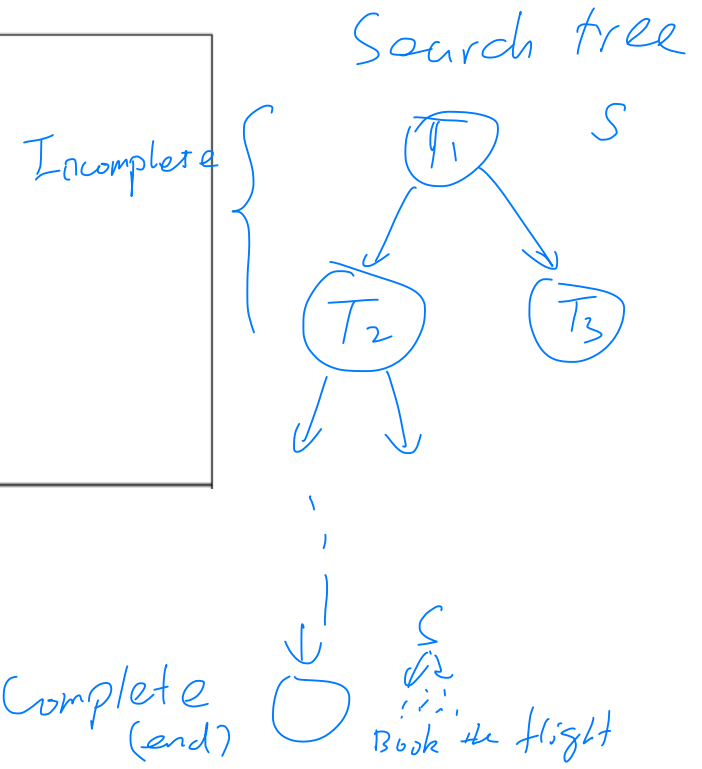 Search tree
S
T1
Incomplete
T2
T3
S
Complete
(end)
Book the flight